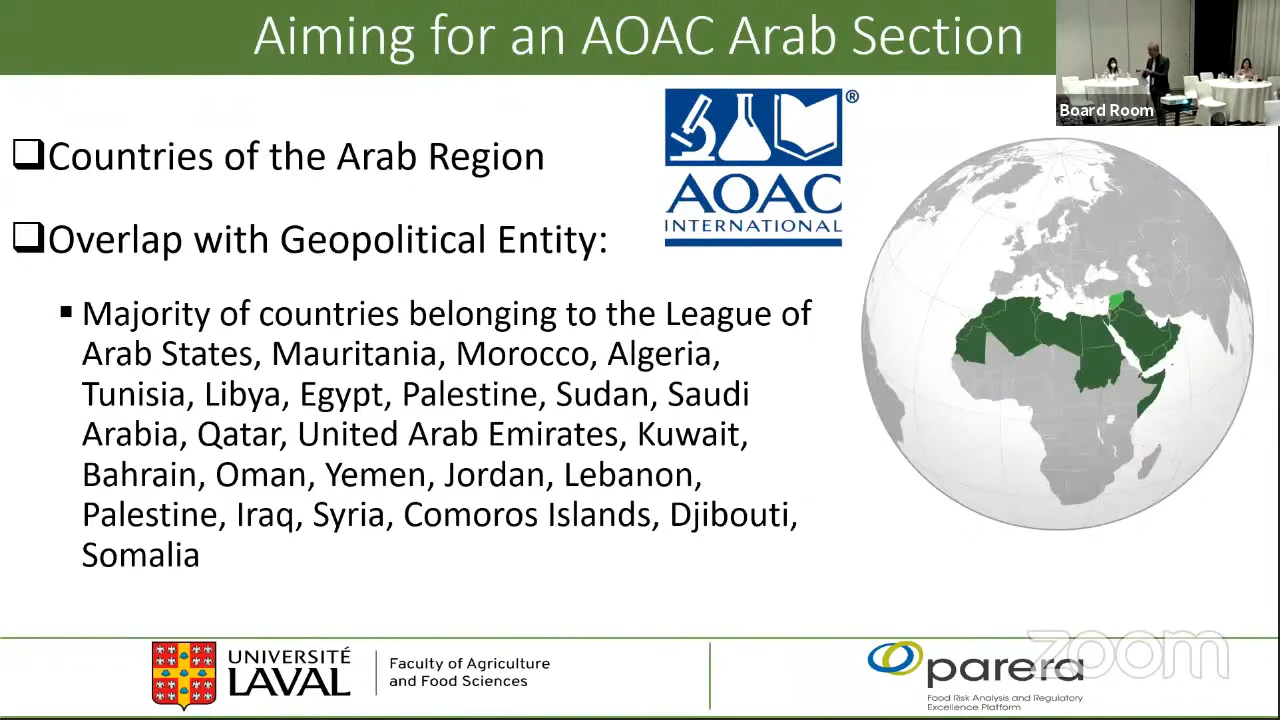 Aiming for an AOAC Arab Section
Board Room
❑Countries of the Arab Region
AOAC
INTERNATIONAL
®
❑Overlap with Geopolitical Entity:
▪ Majority of countries belonging to the League of
Arab States, Mauritania, Morocco, Algeria,
Tunisia, Libya, Egypt, Palestine, Sudan, Saudi
Arabia, Qatar, United Arab Emirates, Kuwait,
Bahrain, Oman, Yemen, Jordan, Lebanon,
Palestine, Iraq, Syria, Comoros Islands, Djibouti,
Somalia
UNIVERSITÉ
LAVAL
Faculty of Agriculture
and Food Sciences
parera
Food Risk Analysis and Regulatory
Excellence Platform
zoom